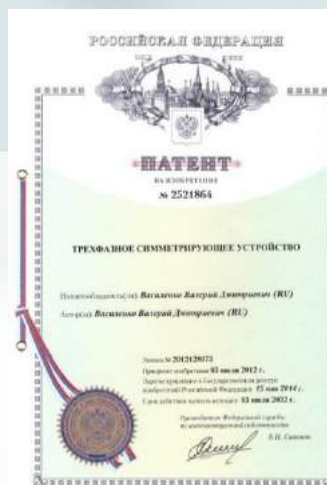 РОССИЙСКАЯ ФЕДЕРАЦИЯ
ПАТЕНТ
НА ИЗОБРЕТЕНИЕ
№ 2521864
ТРЕХФАЗНОЕ СИММЕТРИРУЮЩЕЕ УСТРОЙСТВО
Патентообладатель(ли): Василенко Валерий Дмитриевич (RU)
Автор(ы): Василенко Валерий Дмитриевич (RU)
Заявка №
Приоритет изобретения 03 июля 2012 г.
Зарегистрировано в Государственном реестре
изобретений Российской Федерации 15 мая 2014 г.
Срок действия патента истекает 03 июля 2032 г.
Руководитель Федеральной службы
по интеллектуальной собственности
Б.П. Симонов